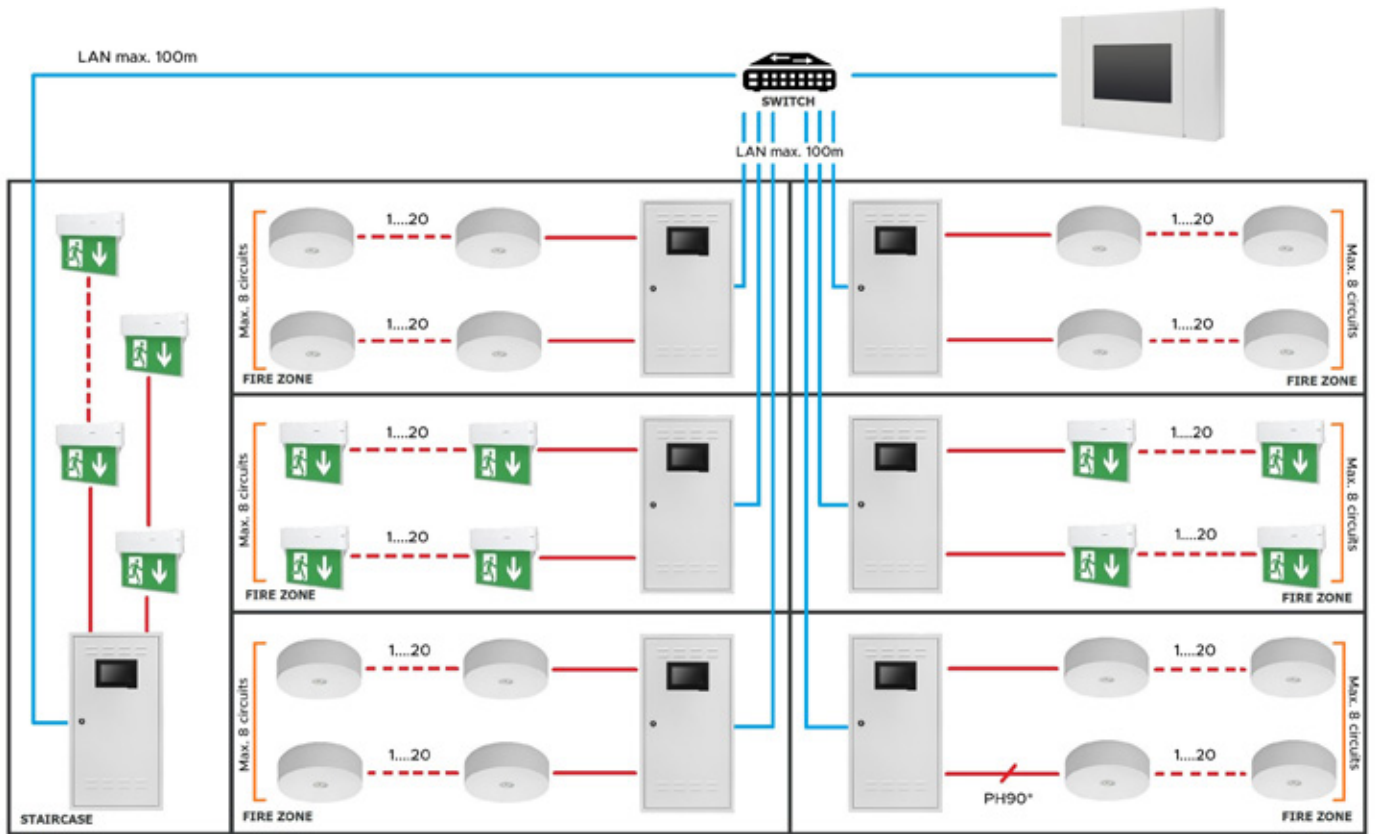 LAN max. 100m
SWITCH
LAN max. 100m
1....20
1....20
Max. 8 circuits
1....20
1....20
FIRE ZONE
Max. 8 circuits
FIRE ZONE
1....20
1....20
Max. 8 circuits
Max. 8 circuits
1....20
1....20
FIRE ZONE
FIRE ZONE
1....20
1....20
Max. 8 circuits
Max. 8 circuits
1....20
1....20
PH90*
STAIRCASE
FIRE ZONE
FIRE ZONE